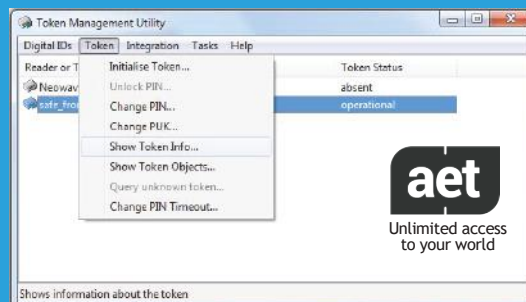 Token Management Utility
Digital IDs Token Integration Tasks Help
Reader or T
Token Status
Initialise Token...
Neowav
absent
Unlock PIN...
safr_fro
operational
Change PIN...
Change PUK...
Show Token Info...
Show Token Objects...
Query unknown token...
Change PIN Timeout...
aet
Unlimited access
to your world
Shows information about the token